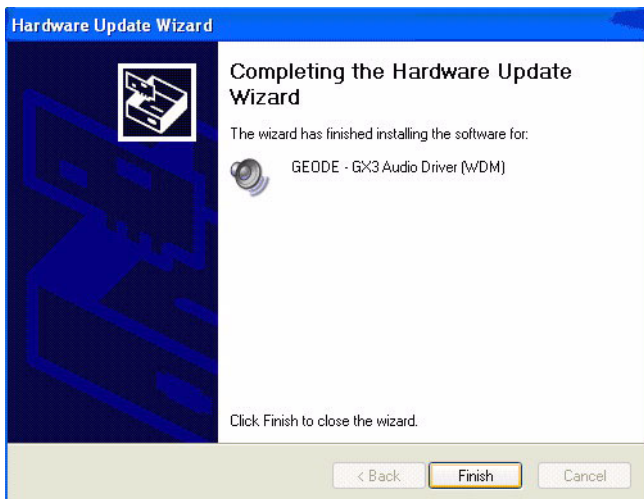 Hardware Update Wizard
Completing the Hardware Update
Wizard
The wizard has finished installing the software for:
GEODE - GX3 Audio Driver (WDM)
Click Finish to close the wizard.
< Back Finish Cancel